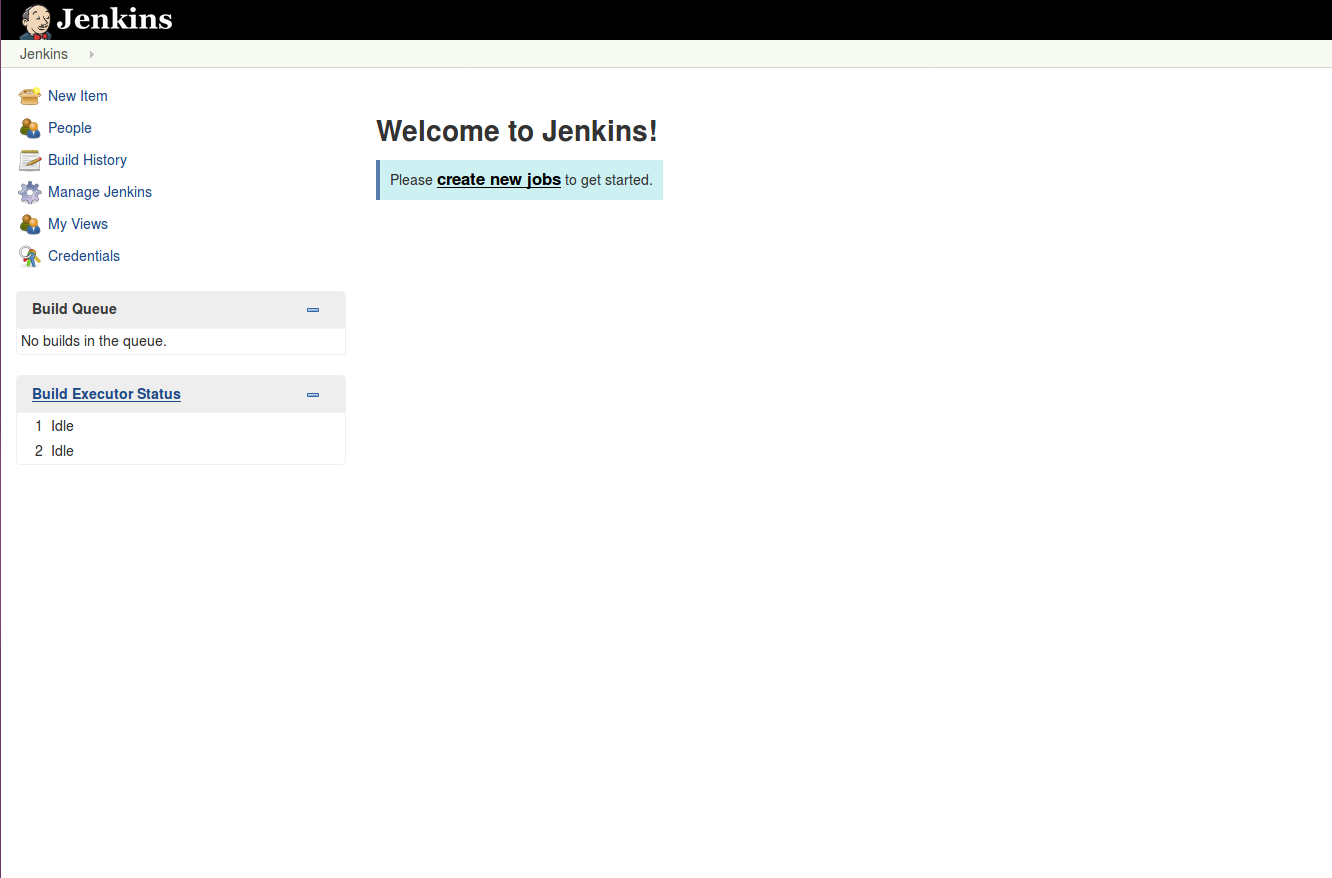 Jenkins
Jenkins
New Item
People
Build History
Manage Jenkins
My Views
Credentials
Build Queue
No builds in the queue.
Build Executor Status
1 Idle
2 Idle
Welcome to Jenkins!
Please create new jobs to get started.